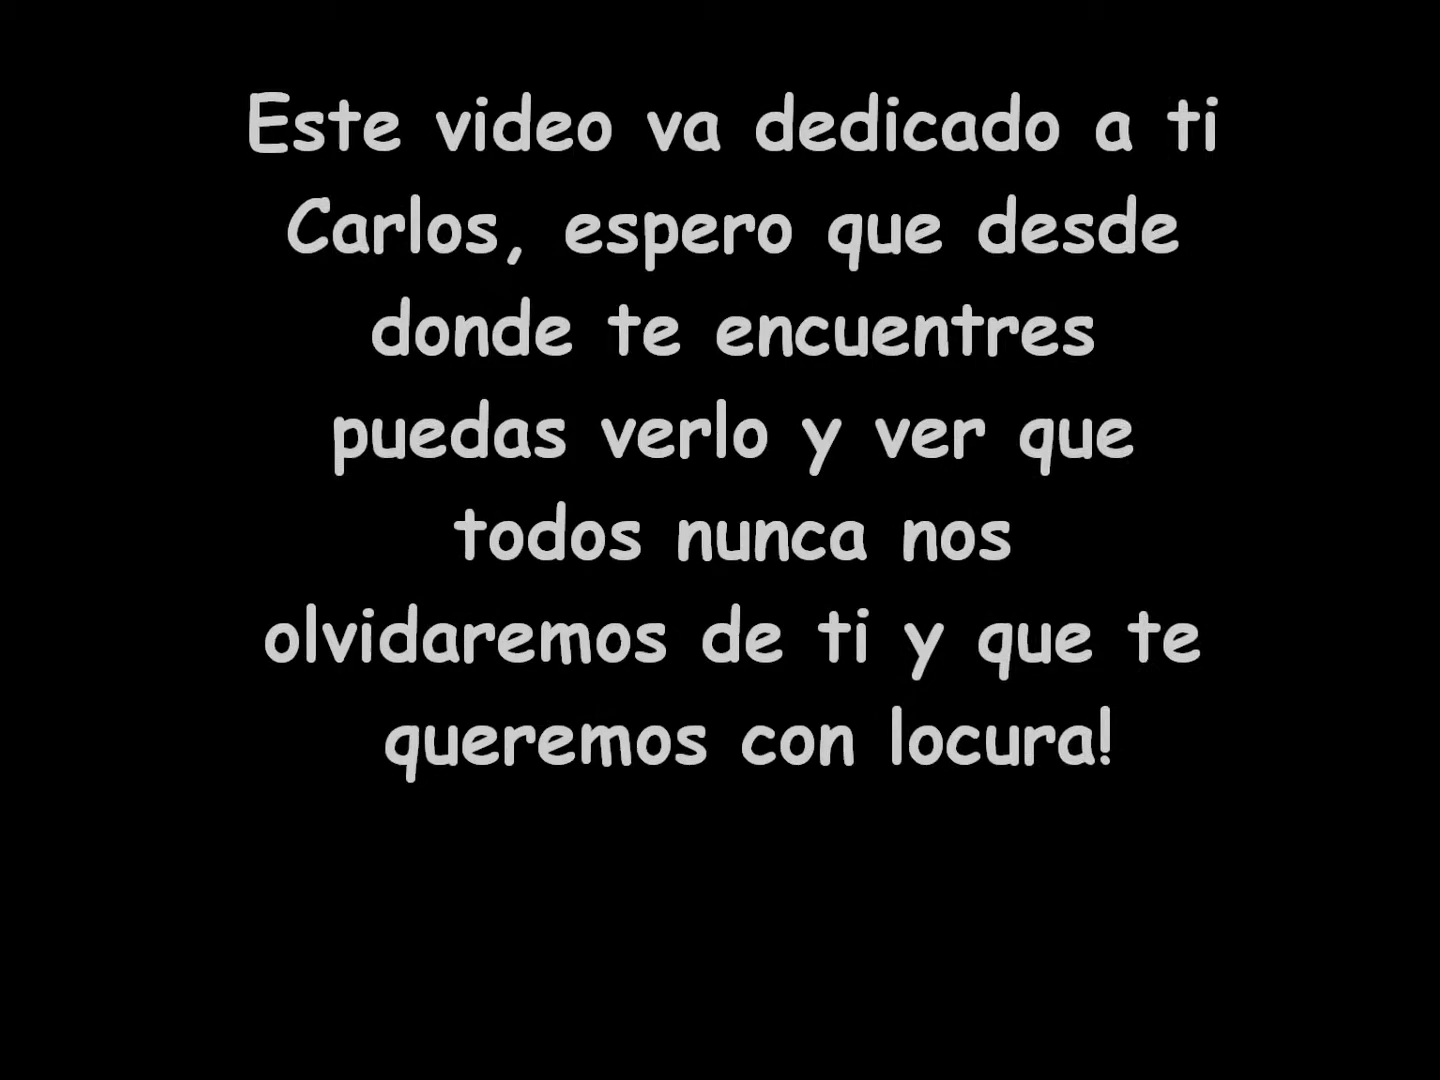 Este video va dedicado a ti
Carlos, espero que desde
donde te encuentres
puedas verlo y ver que
todos nunca nos
olvidaremos de ti y que te
queremos con locura!